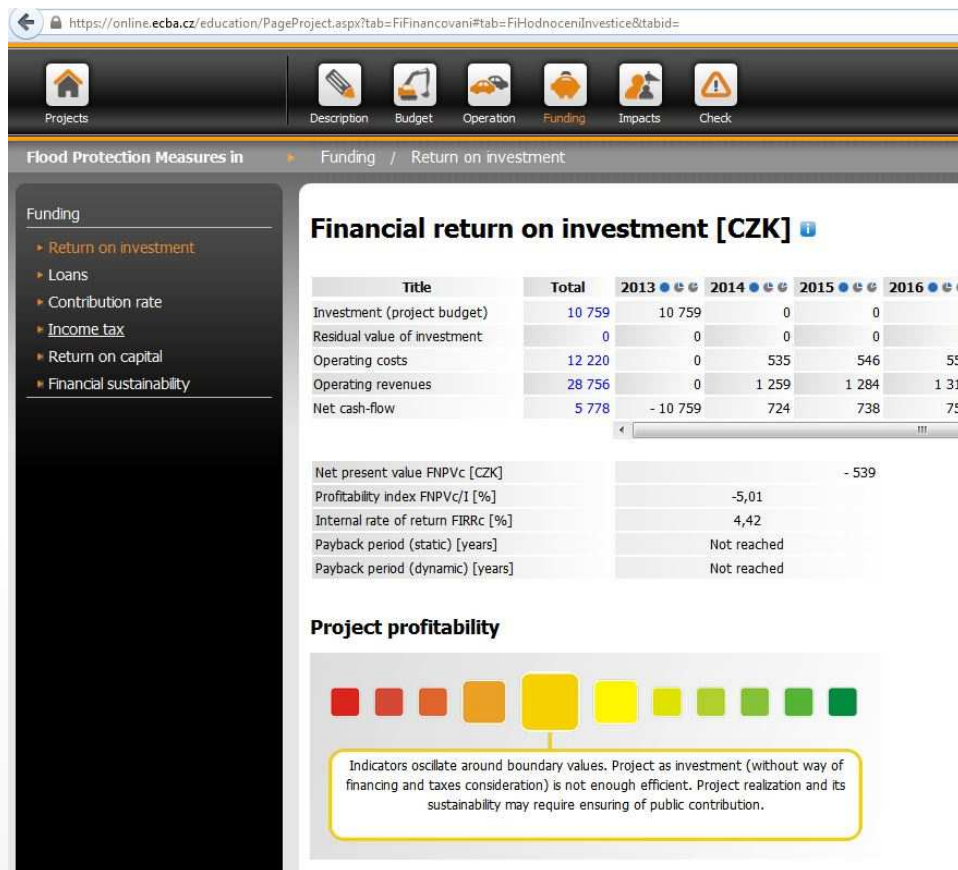 https://online.ecba.cz/education/PageProject.aspx?tab=FiFinancovani#tab=FiHodnoceniInvestice&tabid=
Projects Description Budget Operation Funding Impacts Check
Flood Protection Measures in Funding / Return on investment
Funding
Return on investment
Loans
Contribution rate
Income tax
Return on capital
Financial sustainability
Financial return on investment [CZK]
Title Total 2013 2014 2015 2016
Investment (project budget) 10 759 10 759 0 0
Residual value of investment 0 0 0 0
Operating costs 12 220 0 535 546 55
Operating revenues 28 756 0 1 259 1 284 1 31
Net cash-flow 5 778 - 10 759 724 738 75
Net present value FNPVc [CZK] - 539
Profitability index FNPVc/I [%] -5,01
Internal rate of return FIRRc [%] 4,42
Payback period (static) [years] Not reached
Payback period (dynamic) [years] Not reached
Project profitability
Indicators oscillate around boundary values. Project as investment (without way of
financing and taxes consideration) is not enough efficient. Project realization and its
sustainability may require ensuring of public contribution.